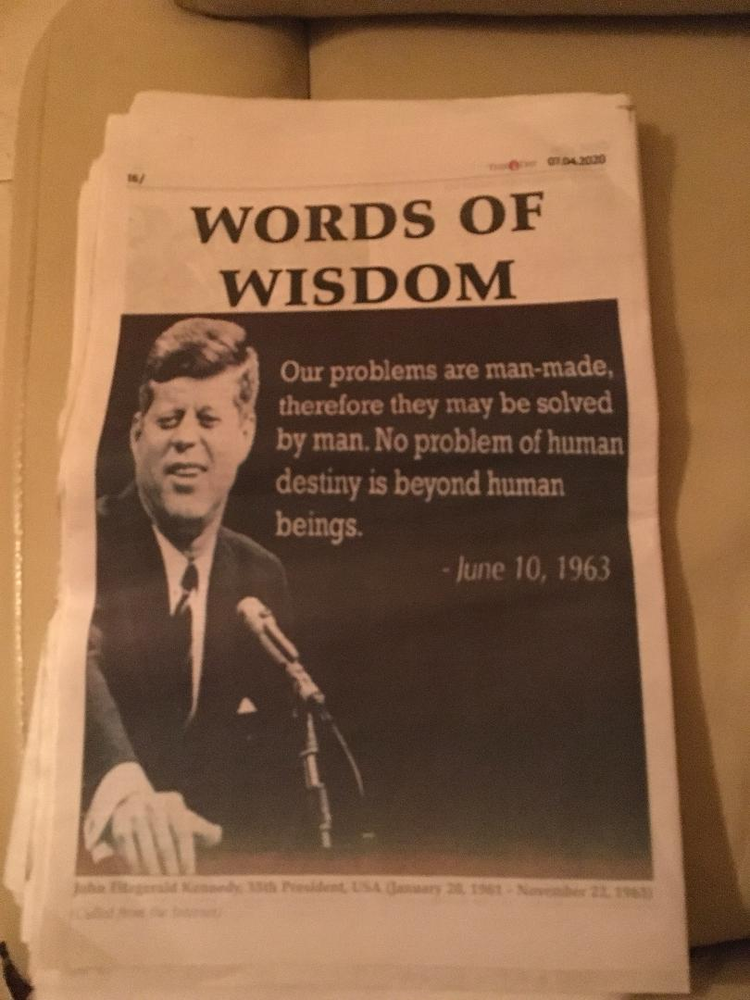 16/
07.04.2020
WORDS OF
WISDOM
Our problems are man-made,
therefore they may be solved
by man. No problem of human
destiny is beyond human
beings.
- June 10, 1963
John Fitzgerald Kennedy, 35th President, USA (January 20, 1961 - November 22, 1963)
(Culled from the Internet)